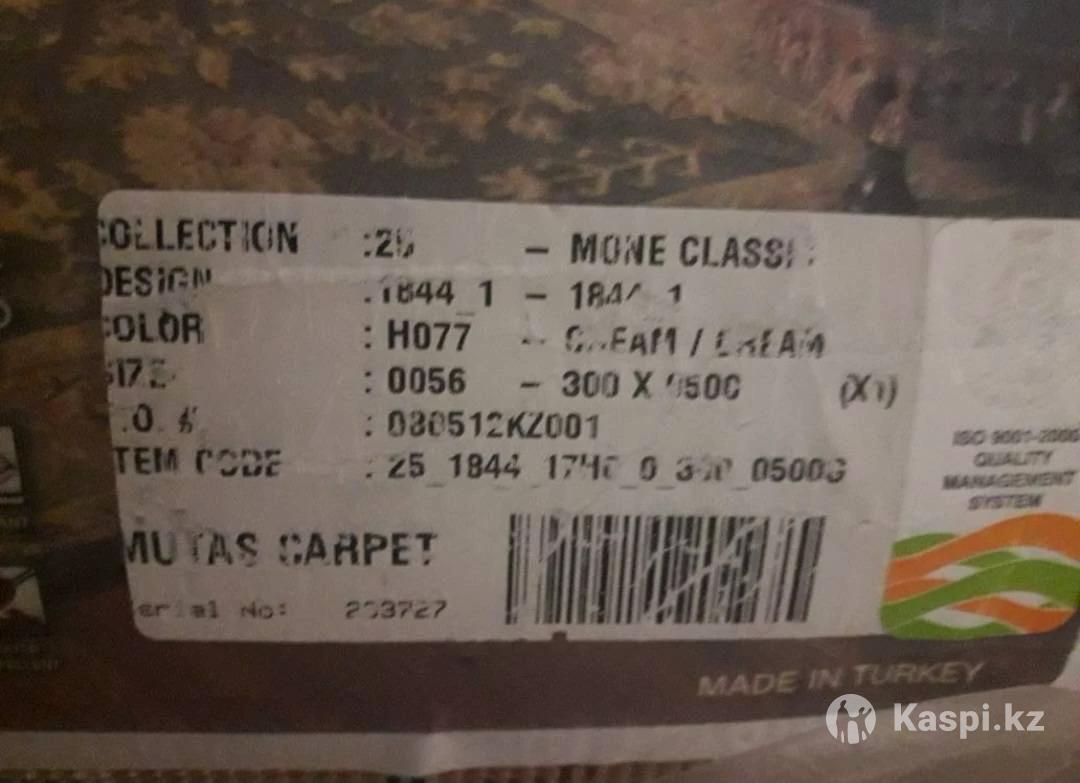 COLLECTION : 25 - MONE CLASSI
DESIGN : 1844_1 - 1844_1
COLOR : H077 - CREAM / CREAM
SIZE : 0056 - 300 X 0500 (X1)
: 080512KZ001
ITEM CODE : 25_1844
MUTAS CARPET
Serial No: 203727
ISO 9001-2000
QUALITY
MANAGEMENT
SYSTEM
MADE IN TURKEY
Kaspi.kz